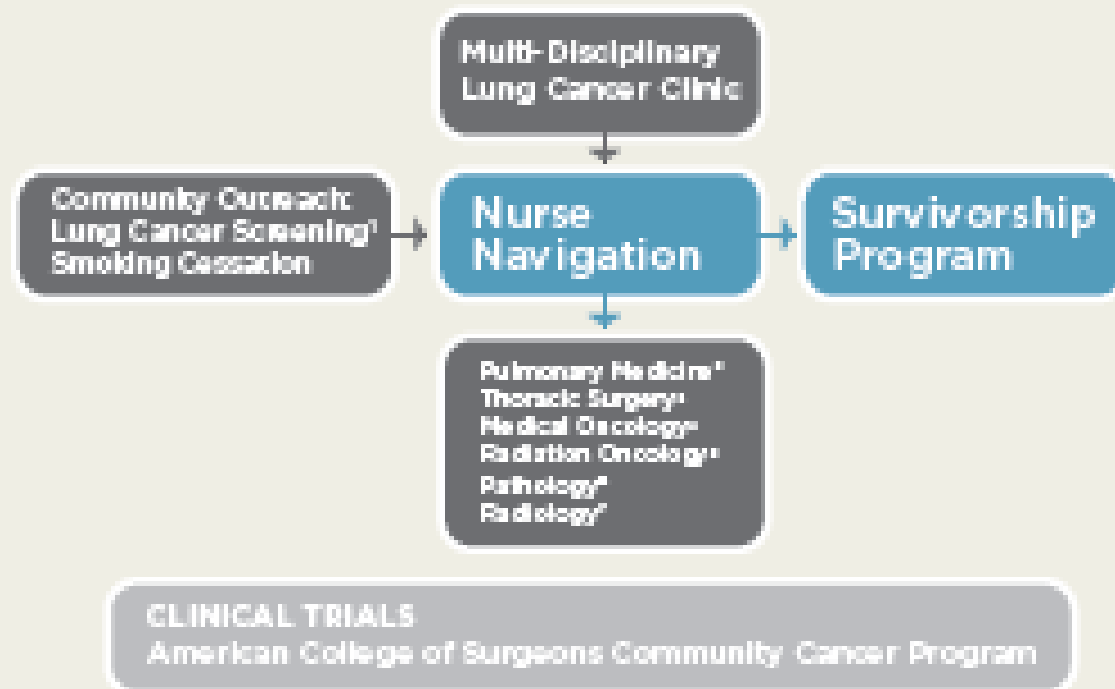 Multi-Disciplinary
Lung Cancer Clinic
Community Outreach:
Lung Cancer Screening
Smoking Cessation
Nurse
Navigation
Survivorship
Program
Pulmonary Medicine
Thoracic Surgery
Medical Oncology
Radiation Oncology
Pathology
Radiology
CLINICAL TRIALS
American College of Surgeons Community Cancer Program